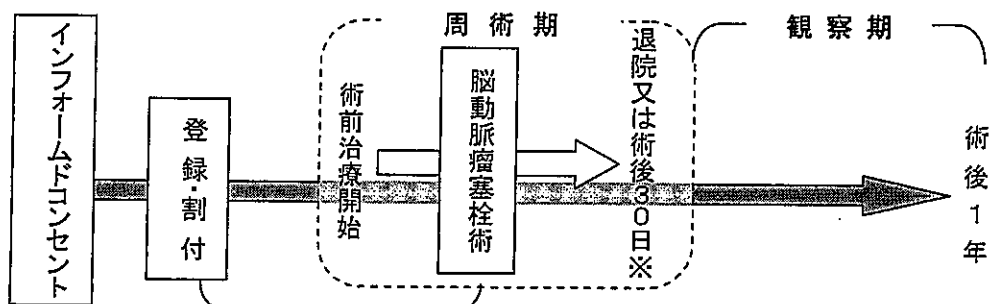 インフォームドコンセント
登録・割付
周術期
術前治療開始
脳動脈瘤塞栓術
退院又は術後30日※
観察期
術後1年